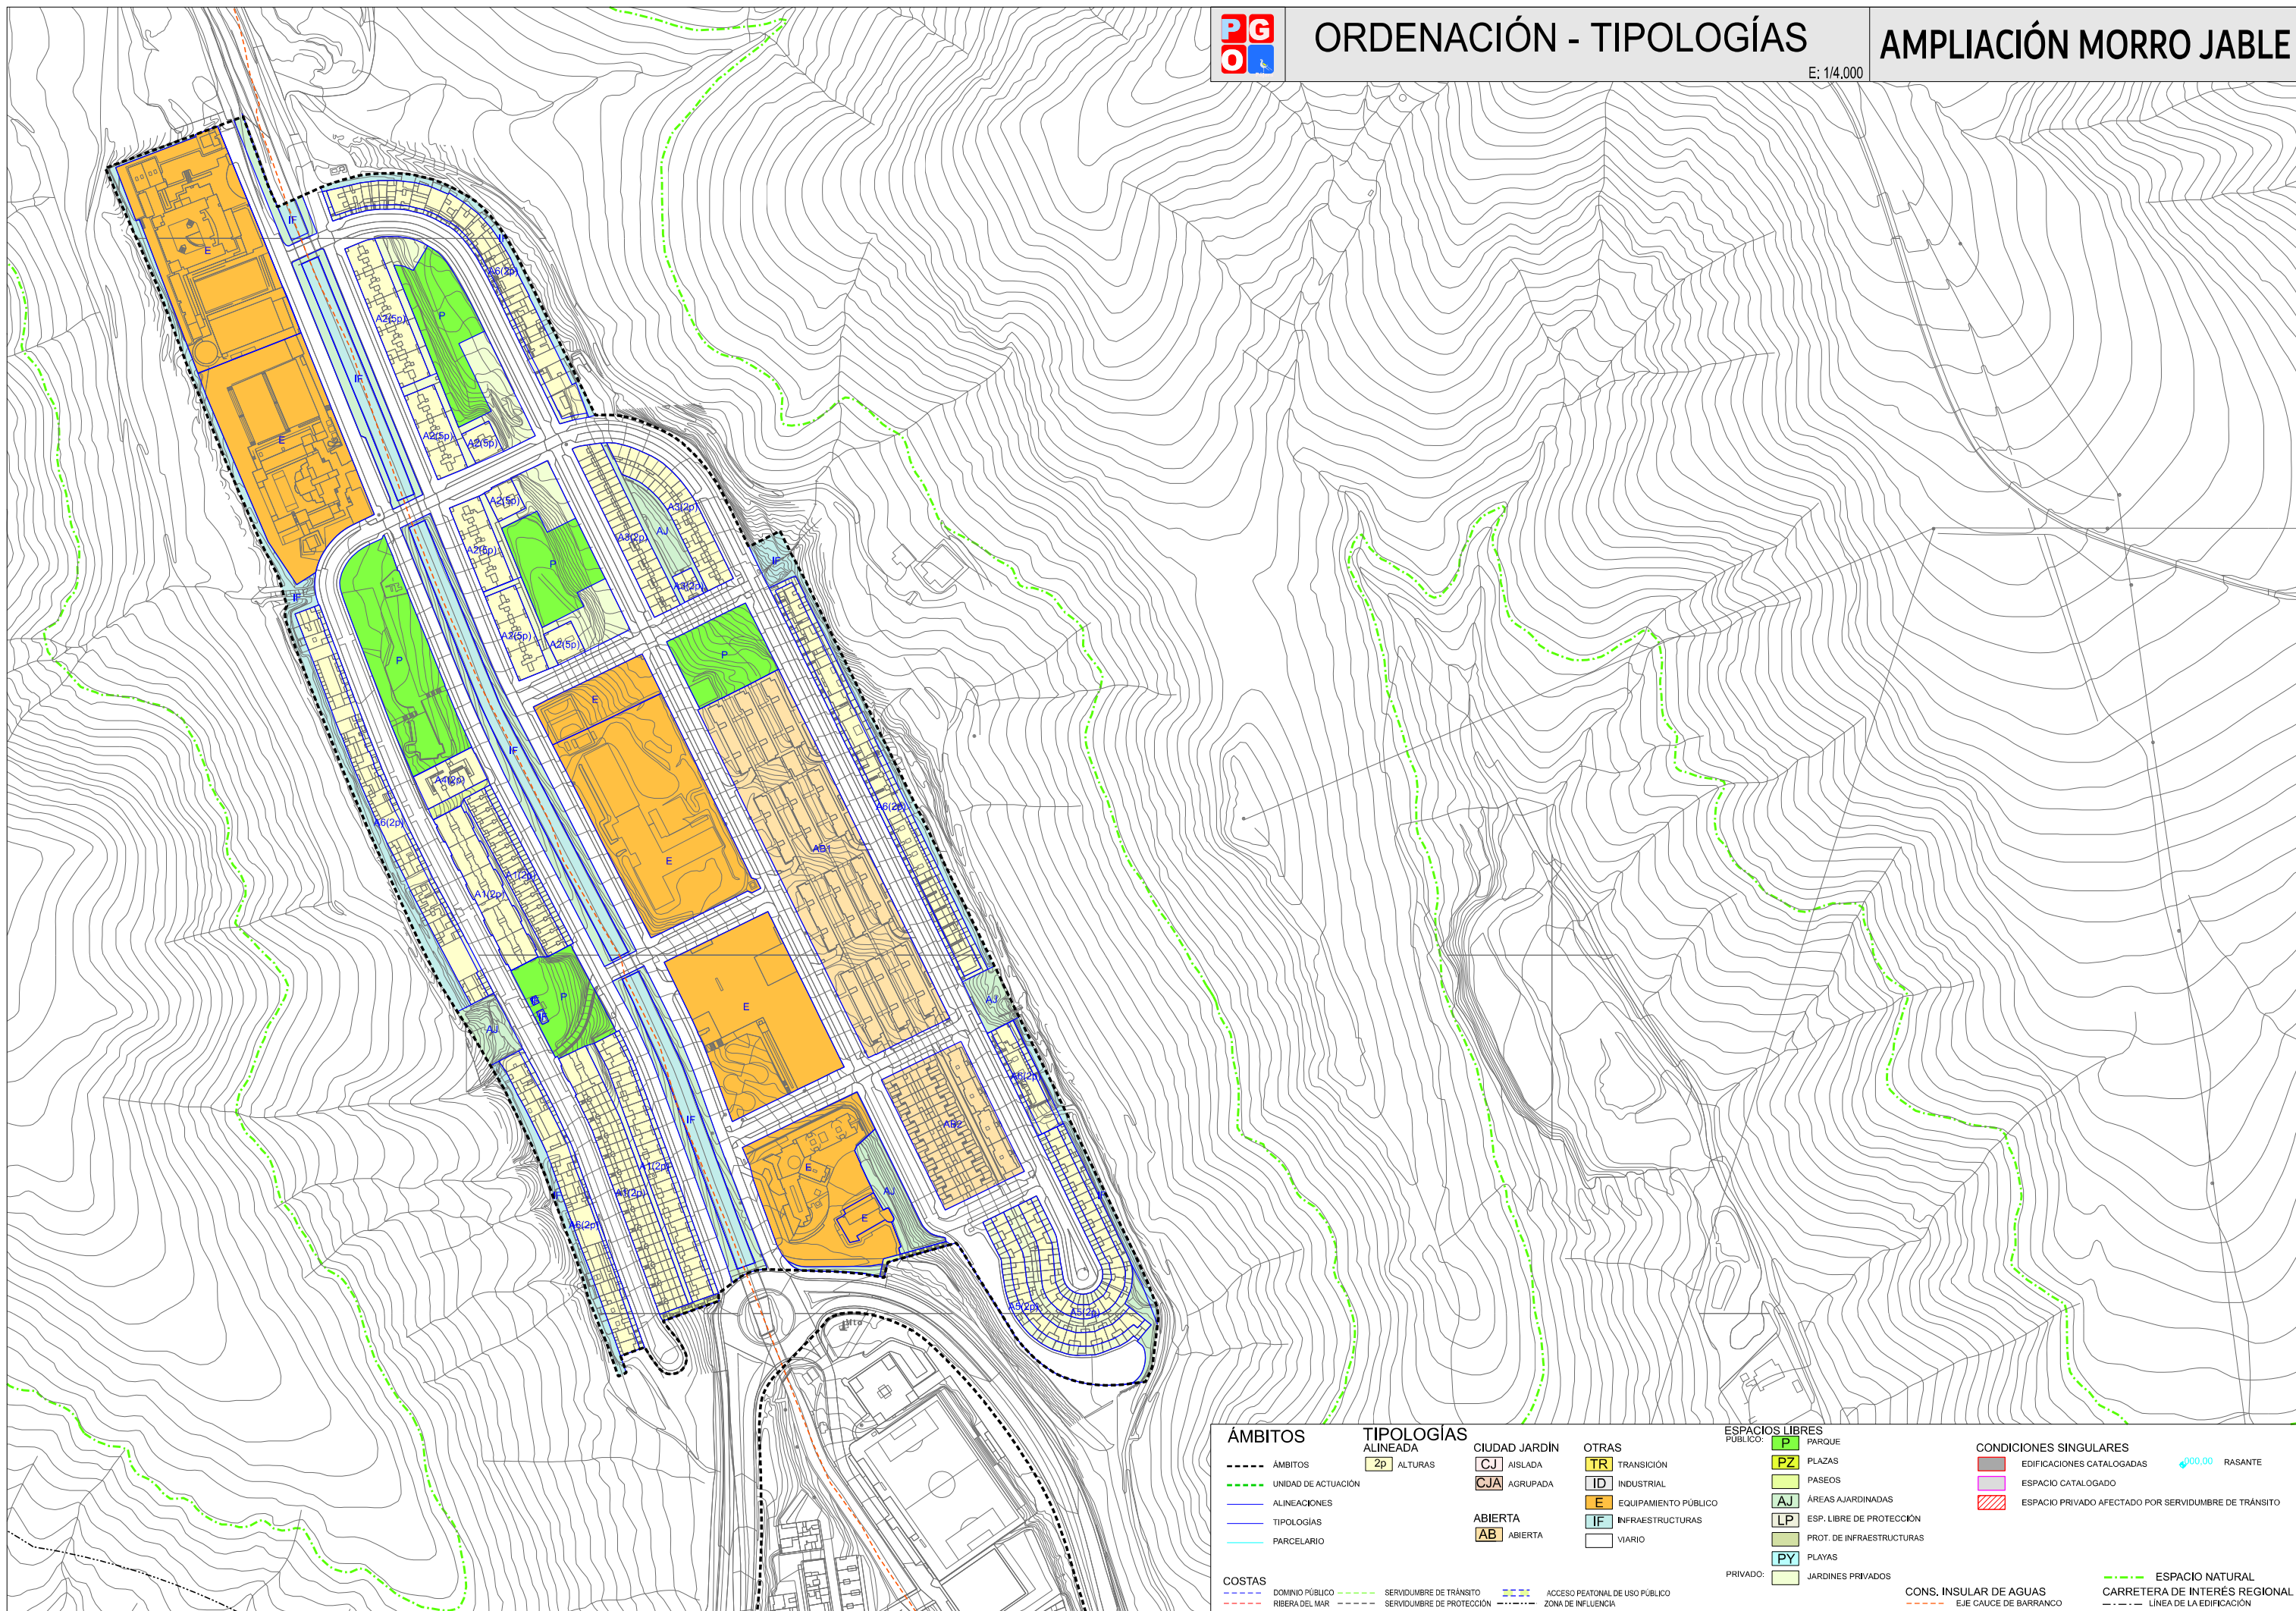 PGO
ORDENACIÓN - TIPOLOGÍAS
E: 1/4.000
AMPLIACIÓN MORRO JABLE
IF
E
IF
A6(2p)
A2(5p)
P
IF
E
A2(5p)
A2(5p)
A2(5p)
A3(2p)
A3(2p)
AJ
A2(5p)
P
IF
A3(2p)
IF
A2(5p)
A2(5p)
P
P
E
IF
A4(2p)
A6(2p)
A6(2p)
AB1
E
A1(2p)
A1(2p)
P
IF
E
AJ
AJ
A6(2p)
IF
AB2
A1(2p)
E
A1(2p)
AJ
IF
IF
A6(2p)
E
A5(2p)
A5(2p)
ÁMBITOS
ÁMBITOS
UNIDAD DE ACTUACIÓN
ALINEACIONES
TIPOLOGÍAS
PARCELARIO
TIPOLOGÍAS
ALINEADA
2p ALTURAS
CIUDAD JARDÍN
CJ AISLADA
CJA AGRUPADA
ABIERTA
AB ABIERTA
OTRAS
TR TRANSICIÓN
ID INDUSTRIAL
E EQUIPAMIENTO PÚBLICO
IF INFRAESTRUCTURAS
VIARIO
ESPACIOS LIBRES
PÚBLICO:
P PARQUE
PZ PLAZAS
PASEOS
AJ ÁREAS AJARDINADAS
LP ESP. LIBRE DE PROTECCIÓN
PROT. DE INFRAESTRUCTURAS
PY PLAYAS
PRIVADO: JARDINES PRIVADOS
CONDICIONES SINGULARES
EDIFICACIONES CATALOGADAS
ESPACIO CATALOGADO
ESPACIO PRIVADO AFECTADO POR SERVIDUMBRE DE TRÁNSITO
000,00 RASANTE
COSTAS
DOMINIO PÚBLICO
RIBERA DEL MAR
SERVIDUMBRE DE TRÁNSITO
SERVIDUMBRE DE PROTECCIÓN
ACCESO PEATONAL DE USO PÚBLICO
ZONA DE INFLUENCIA
CONS. INSULAR DE AGUAS
EJE CAUCE DE BARRANCO
ESPACIO NATURAL
CARRETERA DE INTERÉS REGIONAL
LÍNEA DE LA EDIFICACIÓN